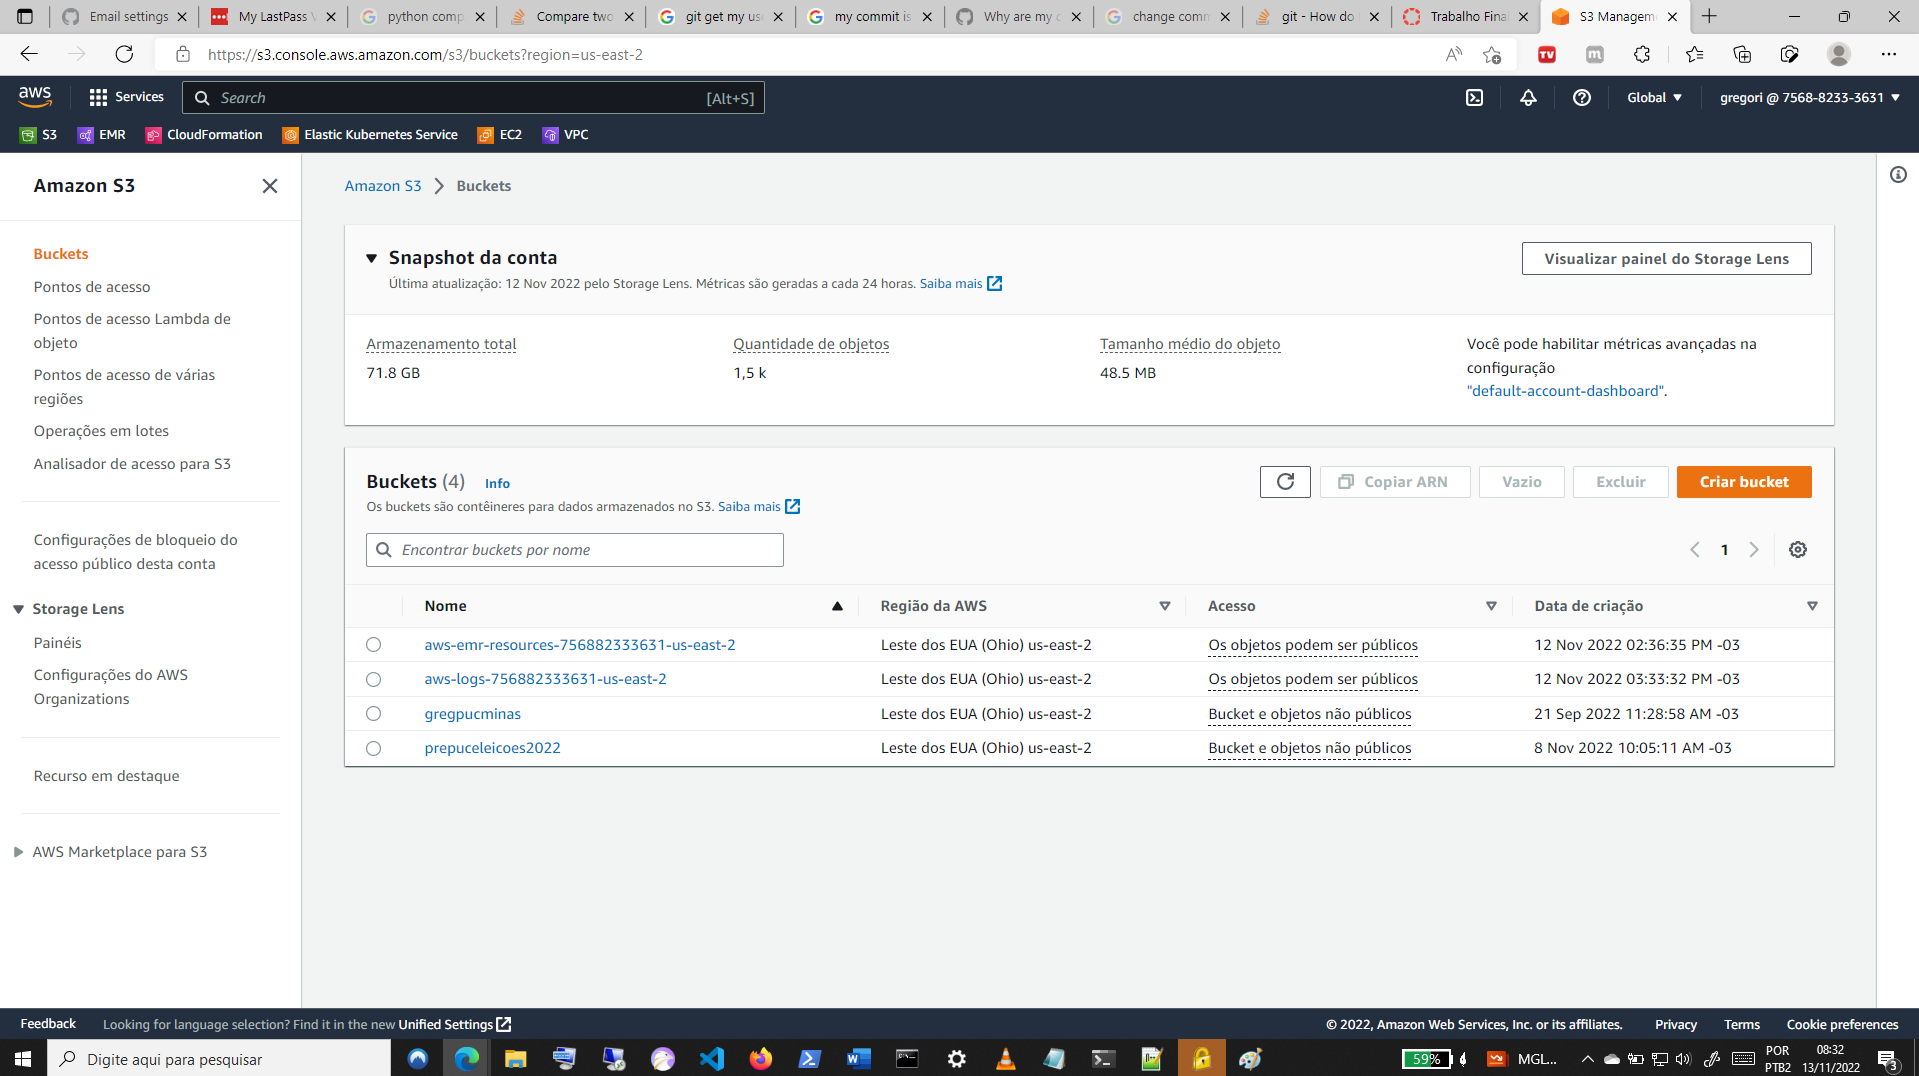 Email settings
My LastPass V
python comp
Compare two
git get my us
my commit is
Why are my c
change comm
git - How do
Trabalho Fina
S3 Managem
https://s3.console.aws.amazon.com/s3/buckets?region=us-east-2
aws
Services
Search
[Alt+S]
Global
gregori @ 7568-8233-3631
S3
EMR
CloudFormation
Elastic Kubernetes Service
EC2
VPC
Amazon S3
Buckets
Pontos de acesso
Pontos de acesso Lambda de
objeto
Pontos de acesso de várias
regiões
Operações em lotes
Analisador de acesso para S3
Configurações de bloqueio do
acesso público desta conta
Storage Lens
Painéis
Configurações do AWS
Organizations
Recurso em destaque
AWS Marketplace para S3
Amazon S3 Buckets
Snapshot da conta
Última atualização: 12 Nov 2022 pelo Storage Lens. Métricas são geradas a cada 24 horas. Saiba mais
Visualizar painel do Storage Lens
Armazenamento total
71.8 GB
Quantidade de objetos
1,5 k
Tamanho médio do objeto
48.5 MB
Você pode habilitar métricas avançadas na
configuração
"default-account-dashboard".
Buckets (4) Info
Os buckets são contêineres para dados armazenados no S3. Saiba mais
Copiar ARN
Vazio
Excluir
Criar bucket
Encontrar buckets por nome
1
Nome Região da AWS Acesso Data de criação
aws-emr-resources-756882333631-us-east-2 Leste dos EUA (Ohio) us-east-2 Os objetos podem ser públicos 12 Nov 2022 02:36:35 PM -03
aws-logs-756882333631-us-east-2 Leste dos EUA (Ohio) us-east-2 Os objetos podem ser públicos 12 Nov 2022 03:33:32 PM -03
gregpucminas Leste dos EUA (Ohio) us-east-2 Bucket e objetos não públicos 21 Sep 2022 11:28:58 AM -03
prepuceleicoes2022 Leste dos EUA (Ohio) us-east-2 Bucket e objetos não públicos 8 Nov 2022 10:05:11 AM -03
Feedback
Looking for language selection? Find it in the new Unified Settings
© 2022, Amazon Web Services, Inc. or its affiliates.
Privacy
Terms
Cookie preferences
Digite aqui para pesquisar
59%
MGL...
POR
PTB2
08:32
13/11/2022
3